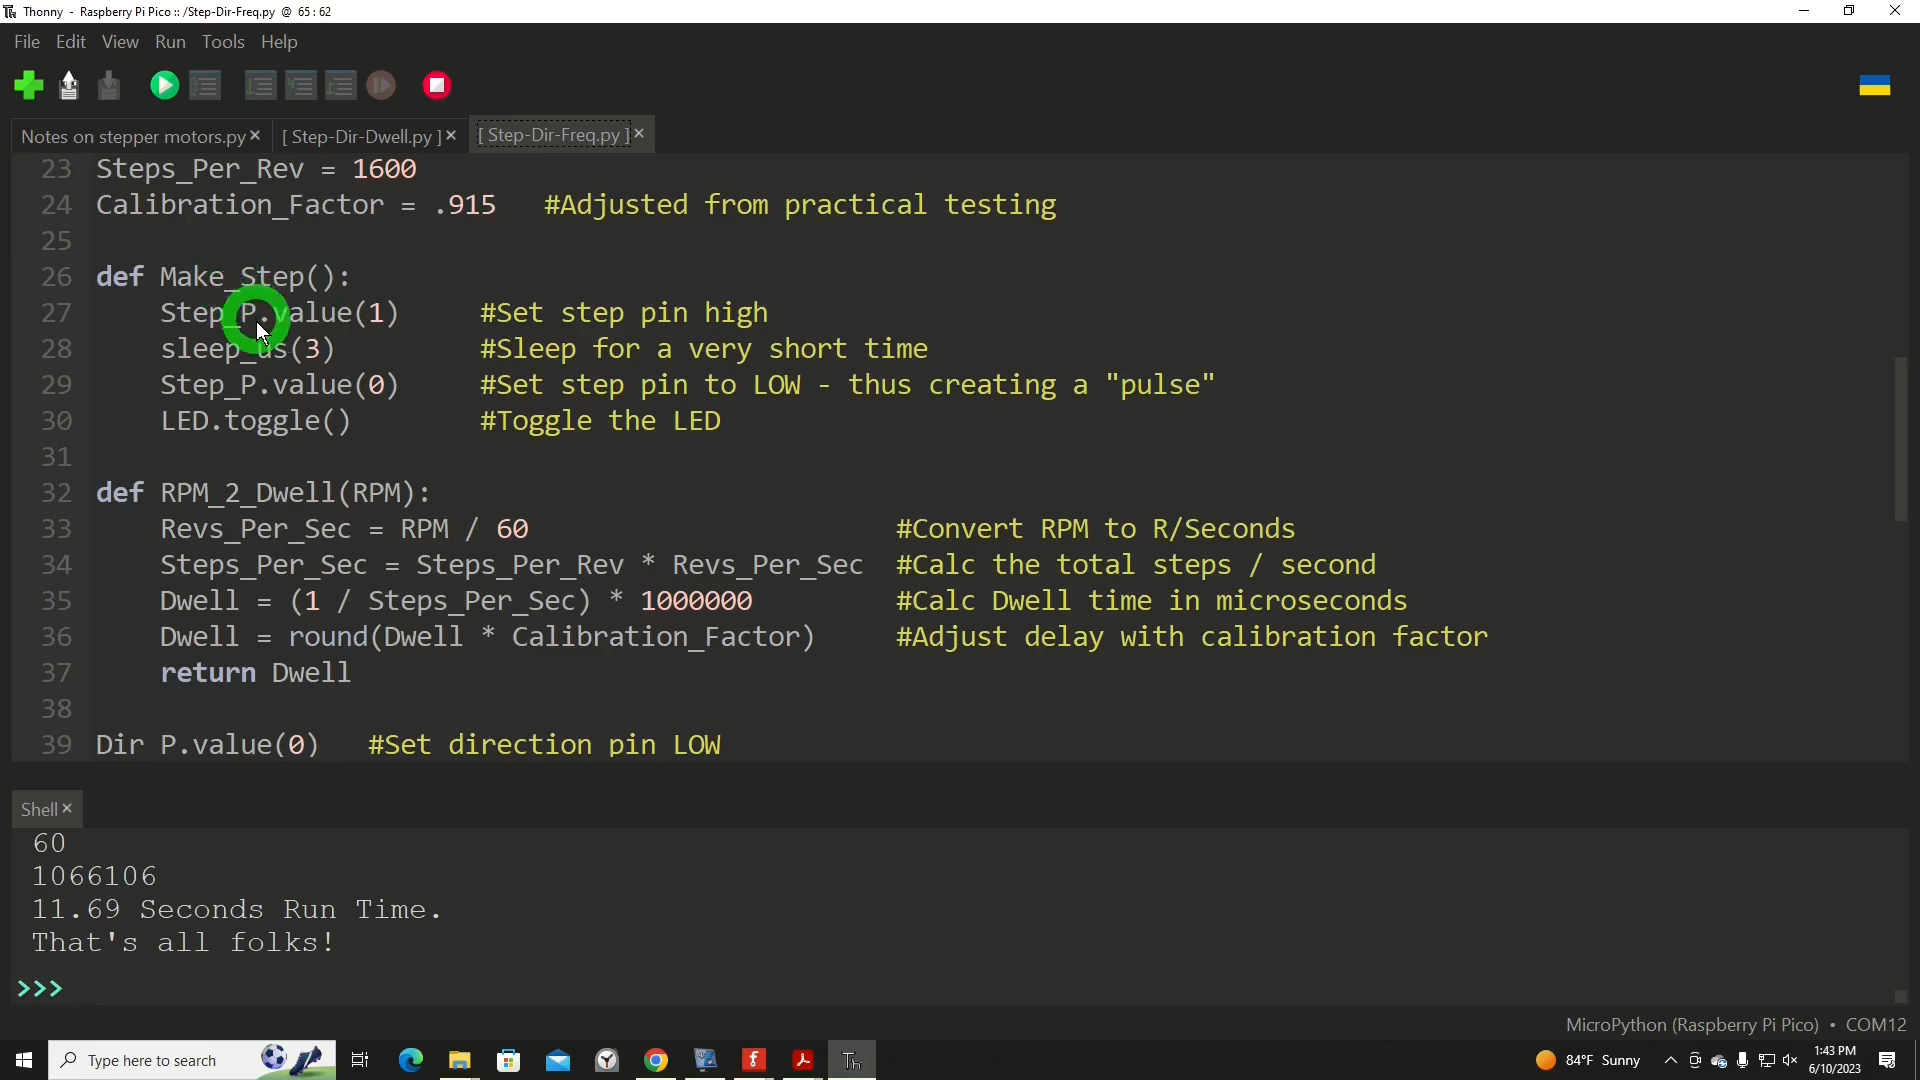 Thonny - Raspberry Pi Pico :: /Step-Dir-Freq.py @ 65 : 62
File Edit View Run Tools Help
Notes on stepper motors.py × [ Step-Dir-Dwell.py ] × [ Step-Dir-Freq.py ] ×
23 Steps_Per_Rev = 1600
24 Calibration_Factor = .915 #Adjusted from practical testing
25
26 def Make_Step():
27 Step_P.value(1) #Set step pin high
28 sleep_us(3) #Sleep for a very short time
29 Step_P.value(0) #Set step pin to LOW - thus creating a "pulse"
30 LED.toggle() #Toggle the LED
31
32 def RPM_2_Dwell(RPM):
33 Revs_Per_Sec = RPM / 60 #Convert RPM to R/Seconds
34 Steps_Per_Sec = Steps_Per_Rev * Revs_Per_Sec #Calc the total steps / second
35 Dwell = (1 / Steps_Per_Sec) * 1000000 #Calc Dwell time in microseconds
36 Dwell = round(Dwell * Calibration_Factor) #Adjust delay with calibration factor
37 return Dwell
38
39 Dir P.value(0) #Set direction pin LOW
Shell ×
60
1066106
11.69 Seconds Run Time.
That's all folks!
>>>
MicroPython (Raspberry Pi Pico) • COM12
Type here to search
Th
84°F Sunny
1:43 PM
6/10/2023